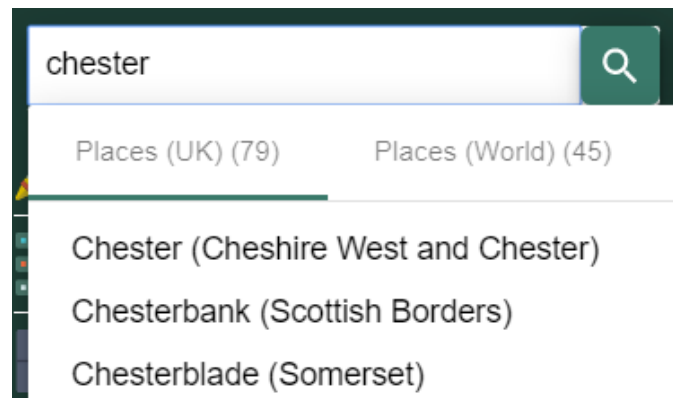 chester
Places (UK) (79) Places (World) (45)
Chester (Cheshire West and Chester)
Chesterbank (Scottish Borders)
Chesterblade (Somerset)